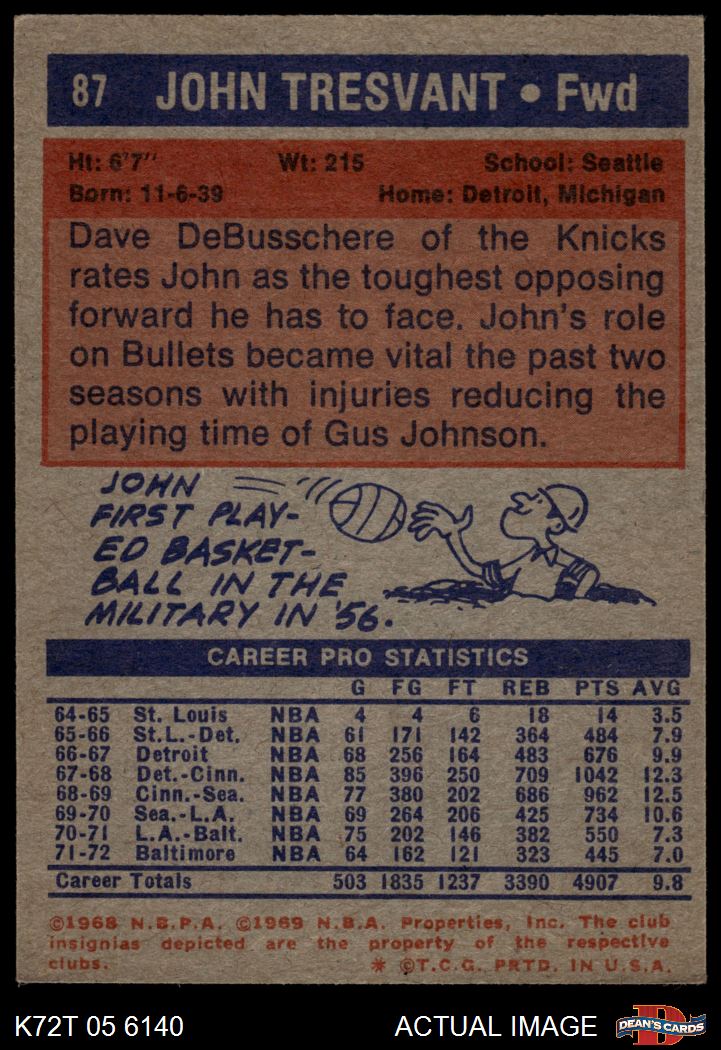 87 JOHN TRESVANT • Fwd
Ht: 6'7" Wt: 215 School: Seattle
Born: 11-6-39 Home: Detroit, Michigan
Dave DeBusschere of the Knicks
rates John as the toughest opposing
forward he has to face. John's role
on Bullets became vital the past two
seasons with injuries reducing the
playing time of Gus Johnson.
JOHN
FIRST PLAY-
ED BASKET-
BALL IN THE
MILITARY IN '56.
CAREER PRO STATISTICS
G FG FT REB PTS AVG
64-65 St. Louis NBA 4 4 6 18 14 3.5
65-66 St.L.-Det. NBA 61 171 142 364 484 7.9
66-67 Detroit NBA 68 256 164 483 676 9.9
67-68 Det.-Cinn. NBA 85 396 250 709 1042 12.3
68-69 Cinn.-Sea. NBA 77 380 202 686 962 12.5
69-70 Sea.-L.A. NBA 69 264 206 425 734 10.6
70-71 L.A.-Balt. NBA 75 202 146 382 550 7.3
71-72 Baltimore NBA 64 162 121 323 445 7.0
Career Totals 503 1835 1237 3390 4907 9.8
©1968 N.B.P.A. ©1969 N.B.A. Properties, Inc. The club
insignias depicted are the property of the respective
clubs. * ©T.C.G. PRTD. IN U.S.A.
K72T 05 6140 ACTUAL IMAGE D DEAN'S CARDS